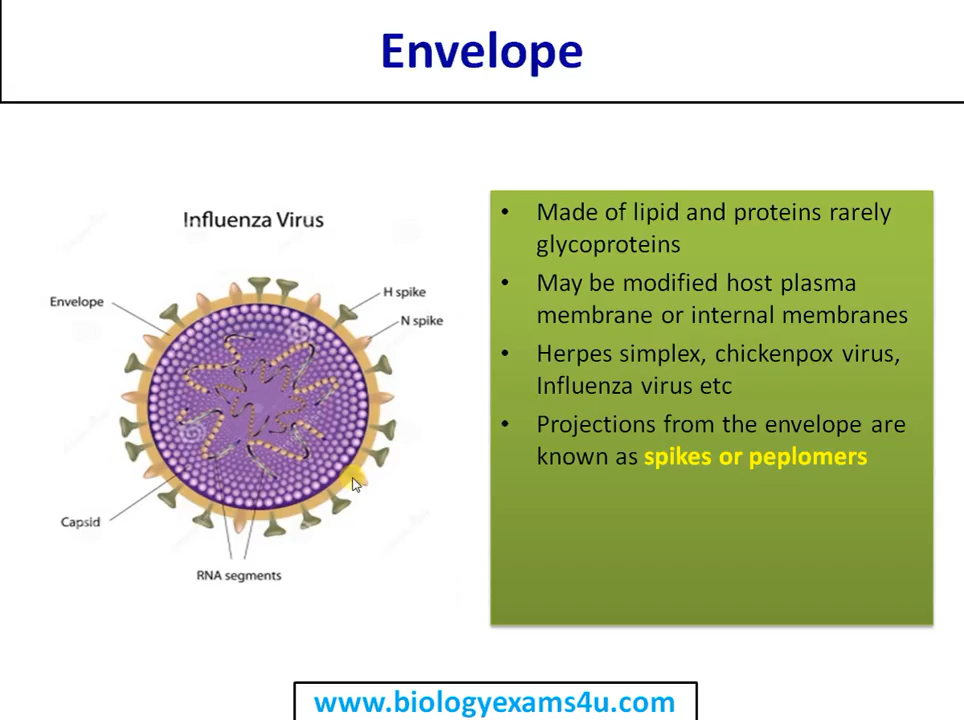 Envelope
Influenza Virus
Envelope
H spike
N spike
Capsid
RNA segments
• Made of lipid and proteins rarely
glycoproteins
• May be modified host plasma
membrane or internal membranes
• Herpes simplex, chickenpox virus,
Influenza virus etc
• Projections from the envelope are
known as spikes or peplomers
www.biologyexams4u.com